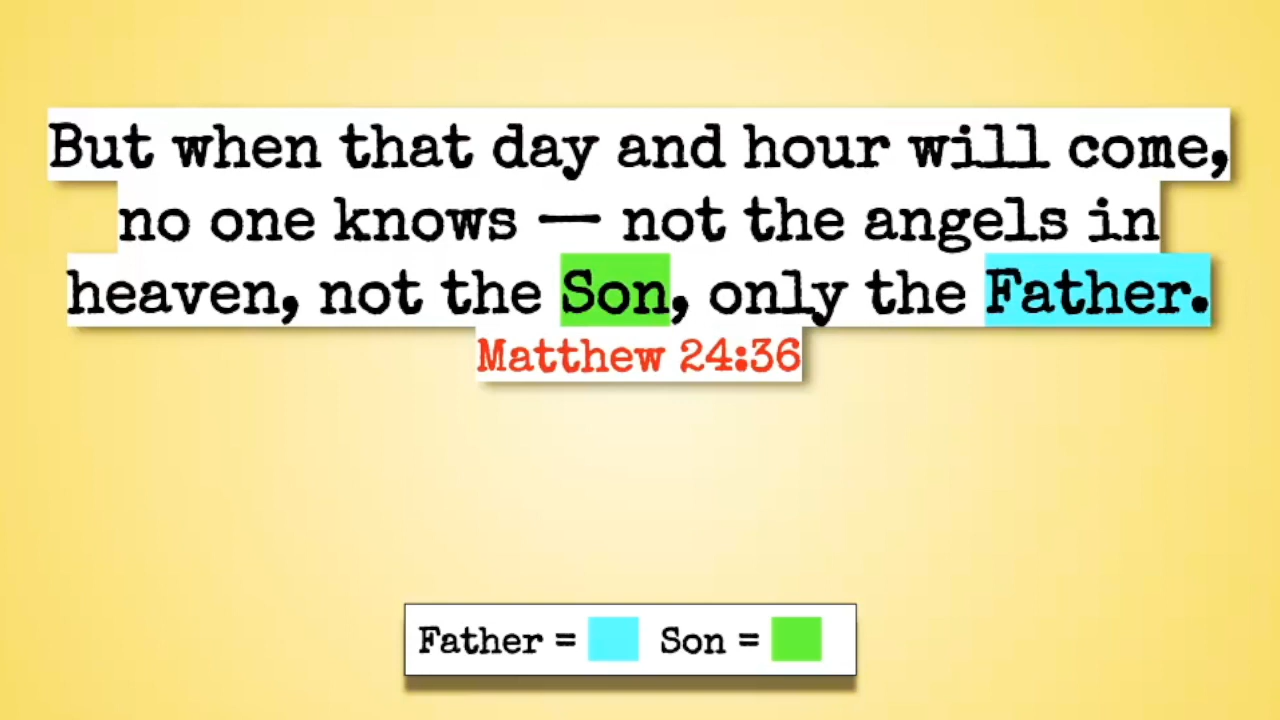 But when that day and hour will come,
no one knows — not the angels in
heaven, not the Son, only the Father.
Matthew 24:36
Father = Son =